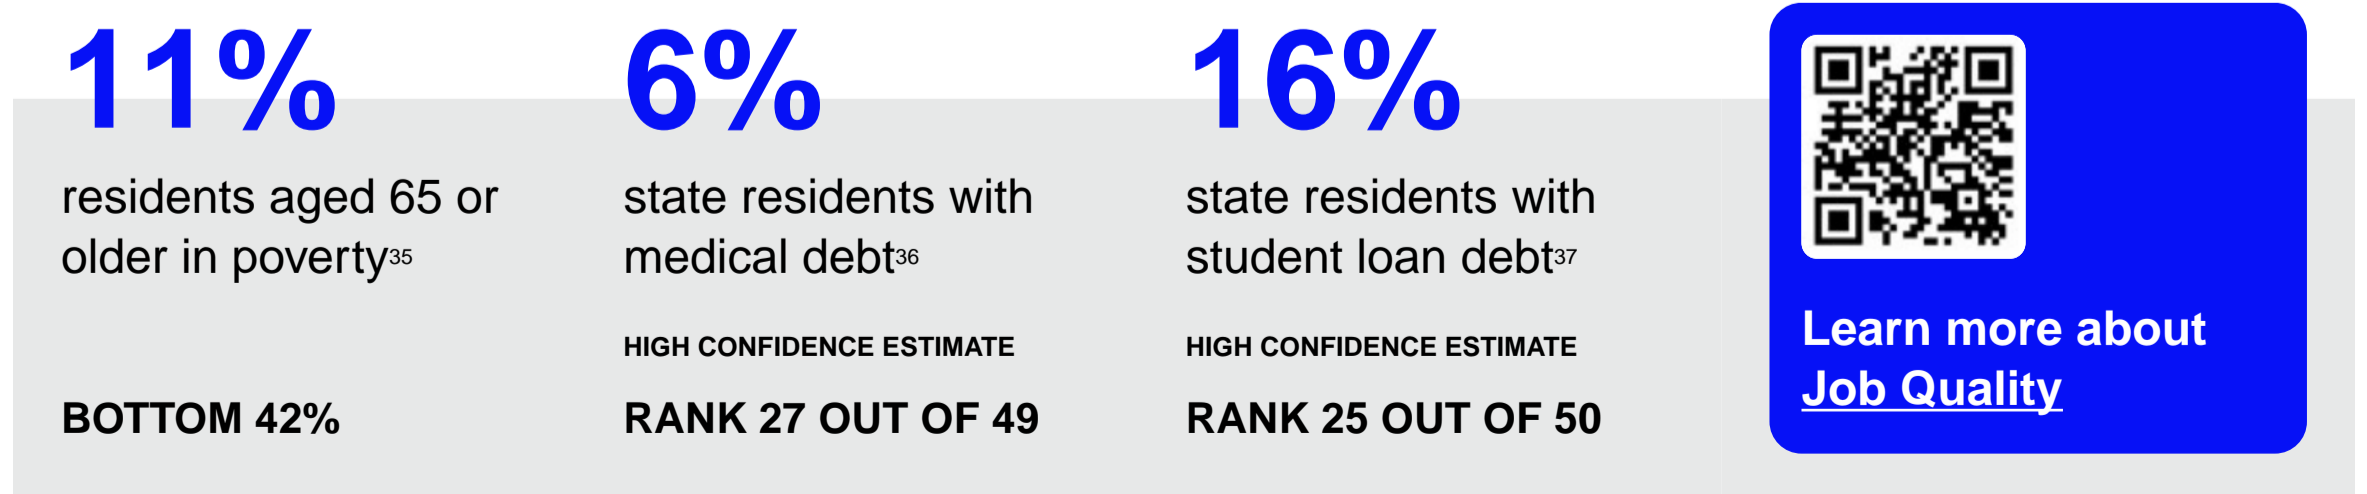 11%
residents aged 65 or
older in poverty35
BOTTOM 42%
6%
state residents with
medical debt36
HIGH CONFIDENCE ESTIMATE
RANK 27 OUT OF 49
16%
state residents with
student loan debt37
HIGH CONFIDENCE ESTIMATE
RANK 25 OUT OF 50
Learn more about
Job Quality